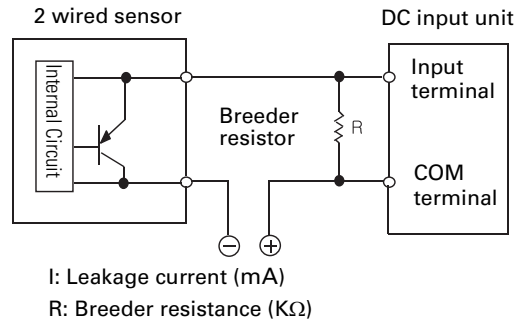 2 wired sensor
DC input unit
Internal Circuit
Breeder
resistor
R
Input
terminal
COM
terminal
− +
I: Leakage current (mA)
R: Breeder resistance (KΩ)